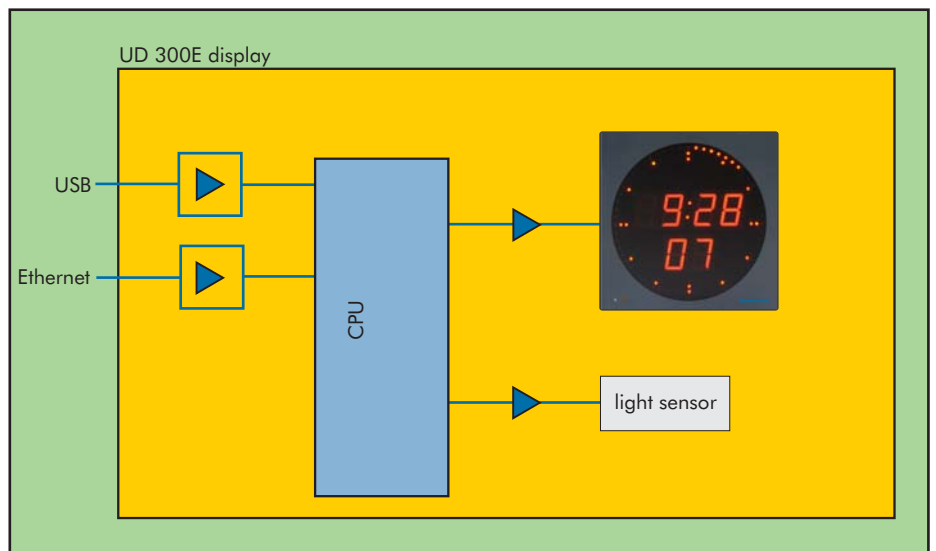 UD 300E display
USB
Ethernet
CPU
9:28
07
light sensor